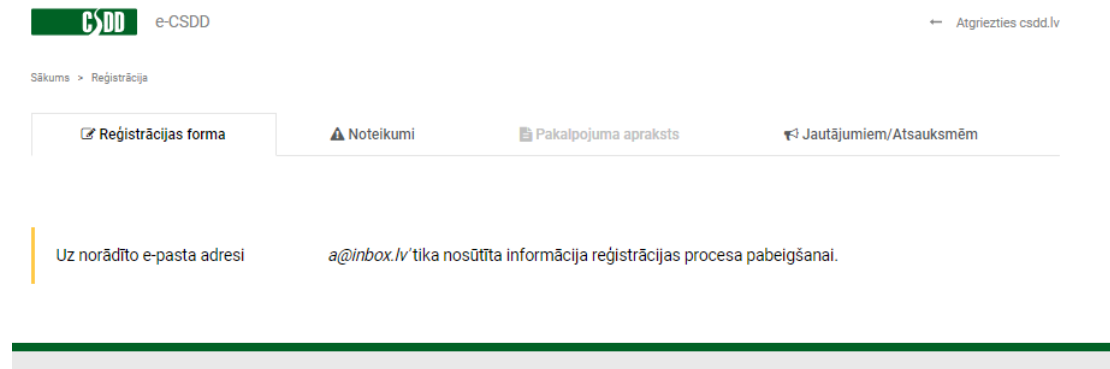 CSDD e-CSDD ← Atgriezties csdd.lv
Sākums > Reģistrācija
Reģistrācijas forma Noteikumi Pakalpojuma apraksts Jautājumiem/Atsauksmēm
Uz norādīto e-pasta adresi a@inbox.lv' tika nosūtīta informācija reģistrācijas procesa pabeigšanai.